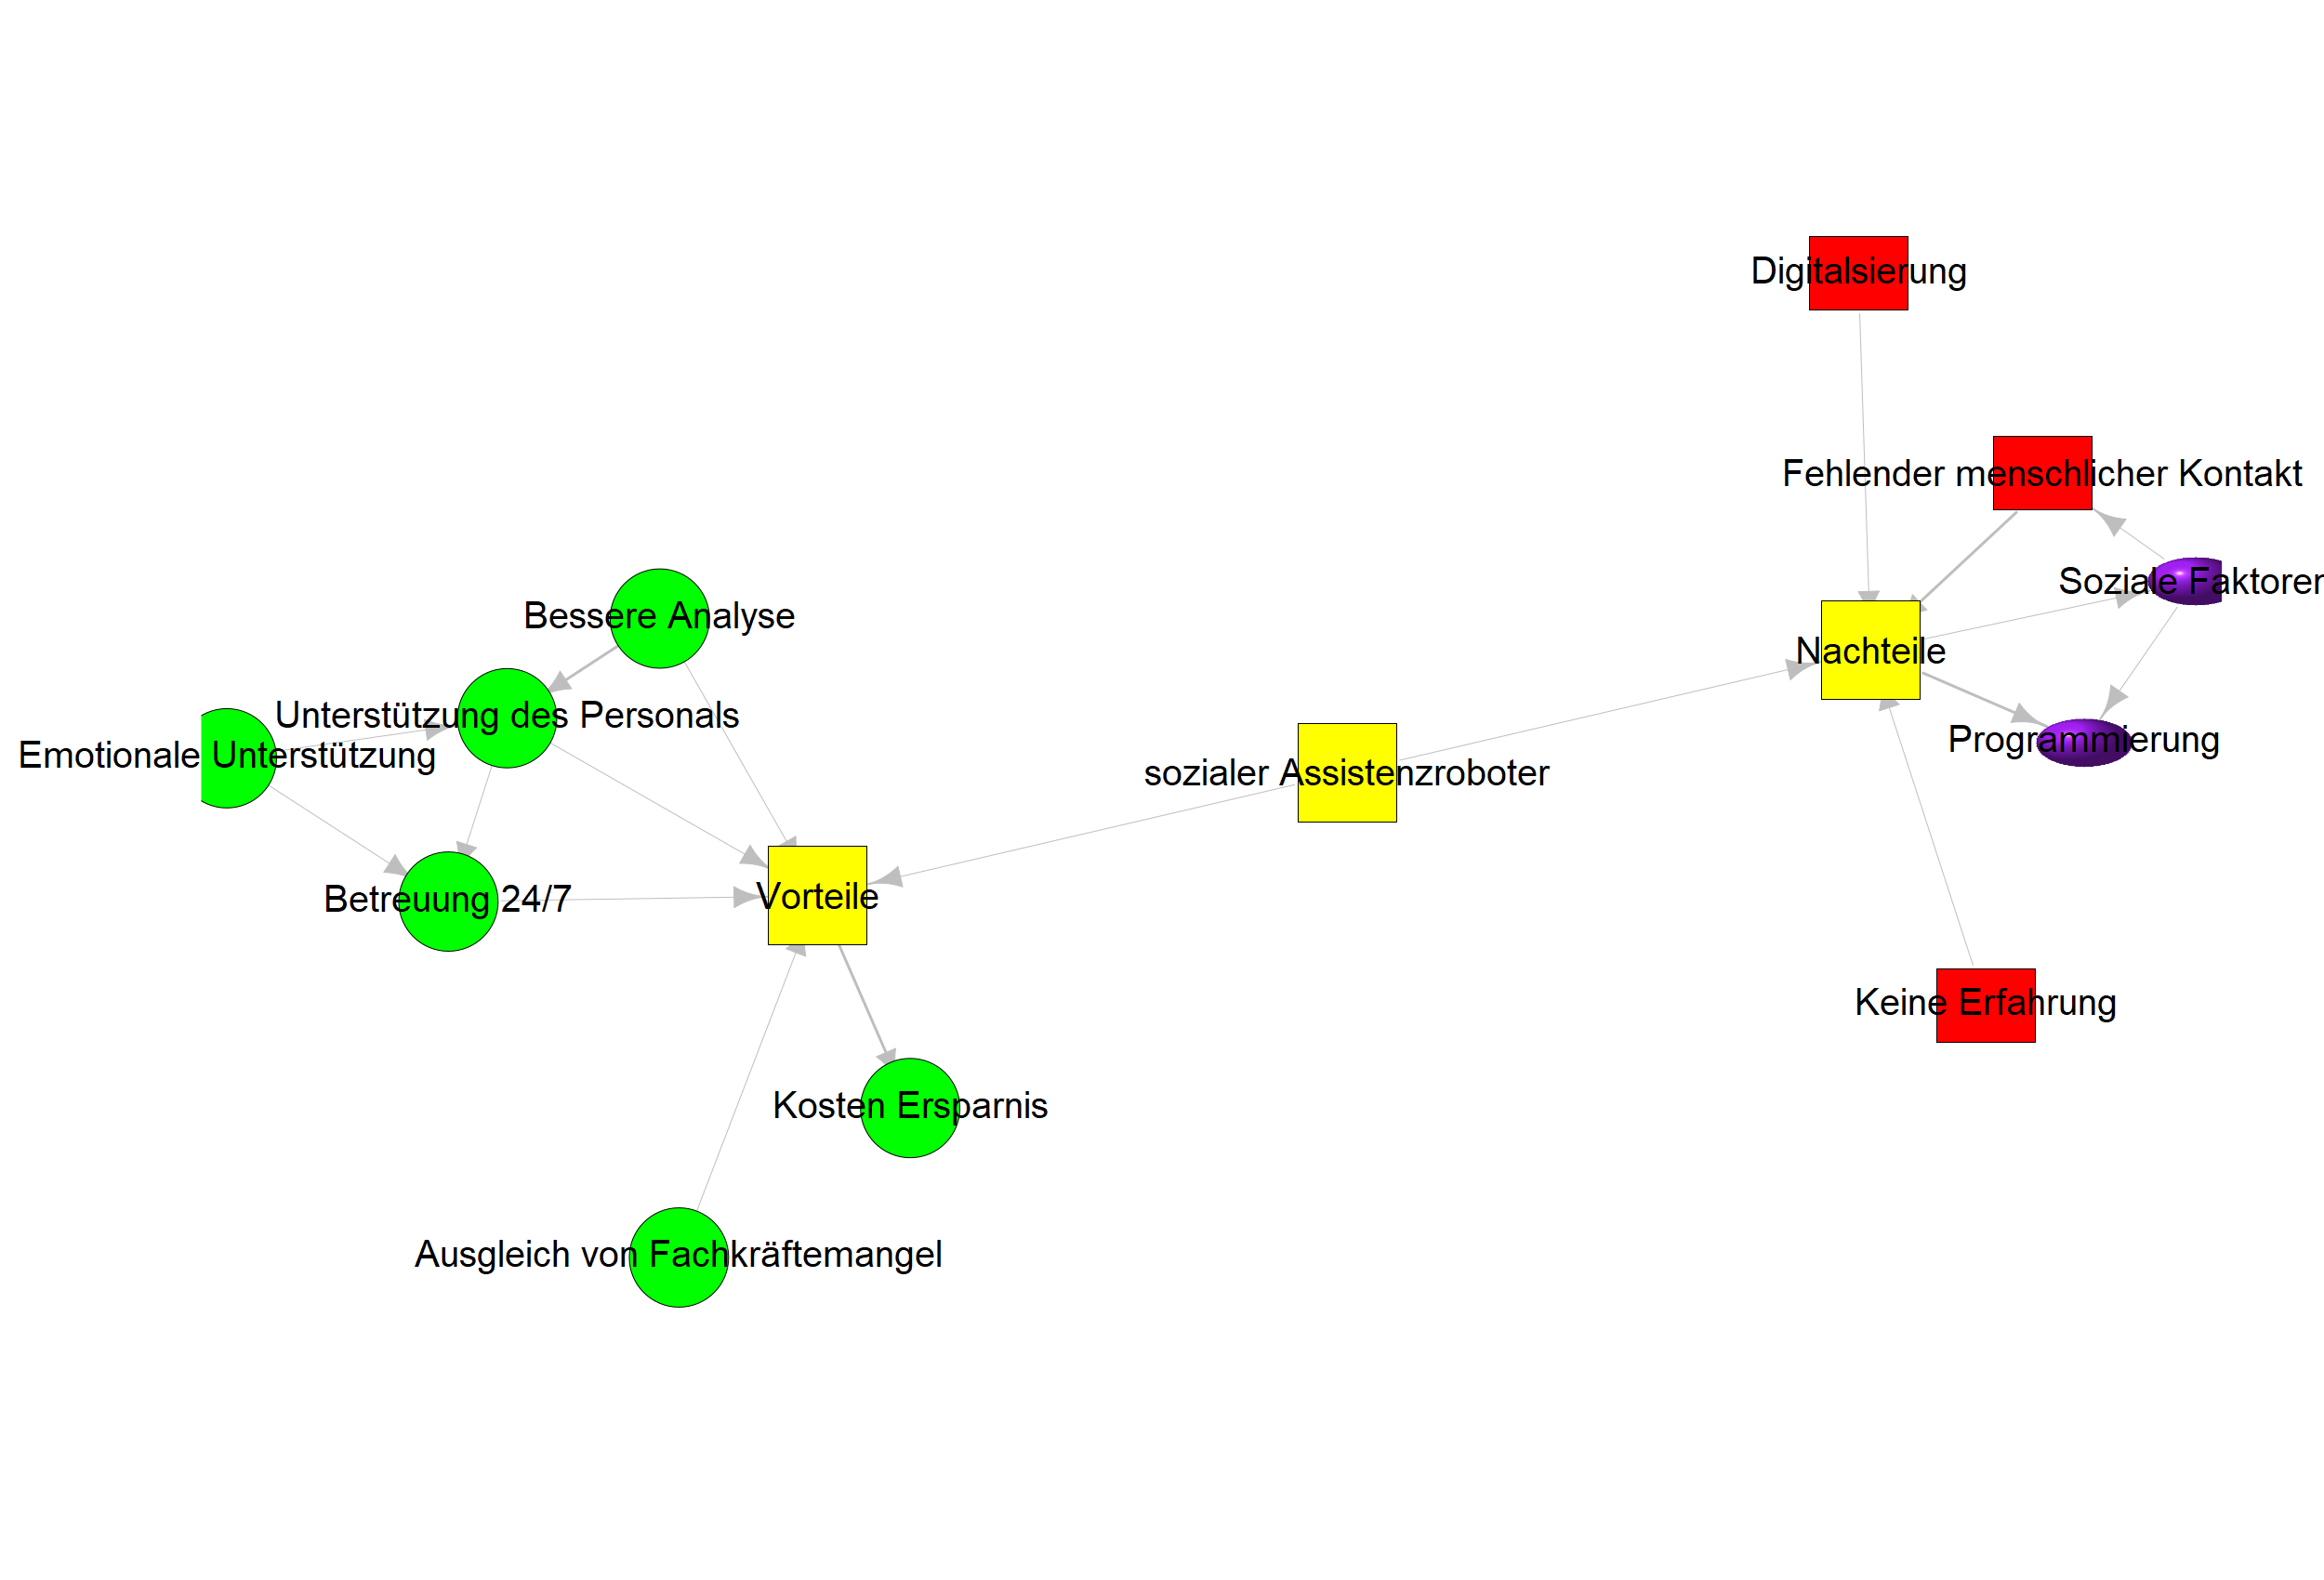 Digitalsierung
Fehlender menschlicher Kontakt
Soziale Faktoren
Bessere Analyse
Nachteile
Unterstützung des Personals
Programmierung
Emotionale Unterstützung
sozialer Assistenzroboter
Vorteile
Betreuung 24/7
Keine Erfahrung
Kosten Ersparnis
Ausgleich von Fachkräftemangel